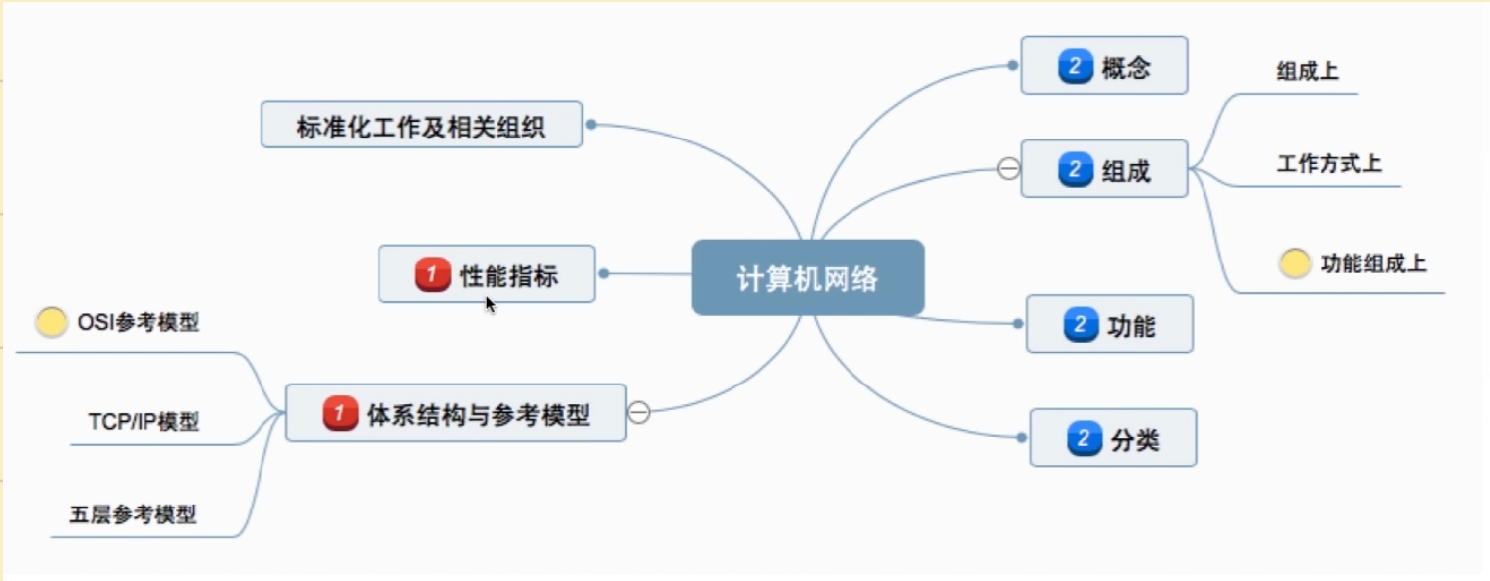 计算机网络
2 概念
2 组成
组成上
工作方式上
功能组成上
2 功能
2 分类
标准化工作及相关组织
1 性能指标
1 体系结构与参考模型
OSI参考模型
TCP/IP模型
五层参考模型